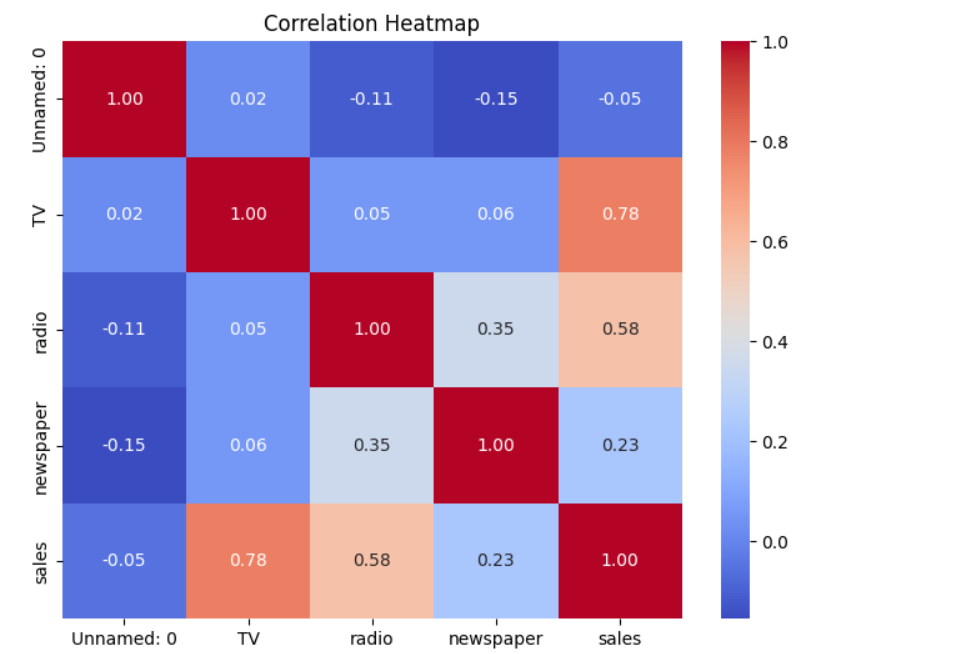 Correlation Heatmap
Unnamed: 0
1.00 0.02 -0.11 -0.15 -0.05
TV
0.02 1.00 0.05 0.06 0.78
radio
-0.11 0.05 1.00 0.35 0.58
newspaper
-0.15 0.06 0.35 1.00 0.23
sales
-0.05 0.78 0.58 0.23 1.00
Unnamed: 0 TV radio newspaper sales
1.0
0.8
0.6
0.4
0.2
0.0